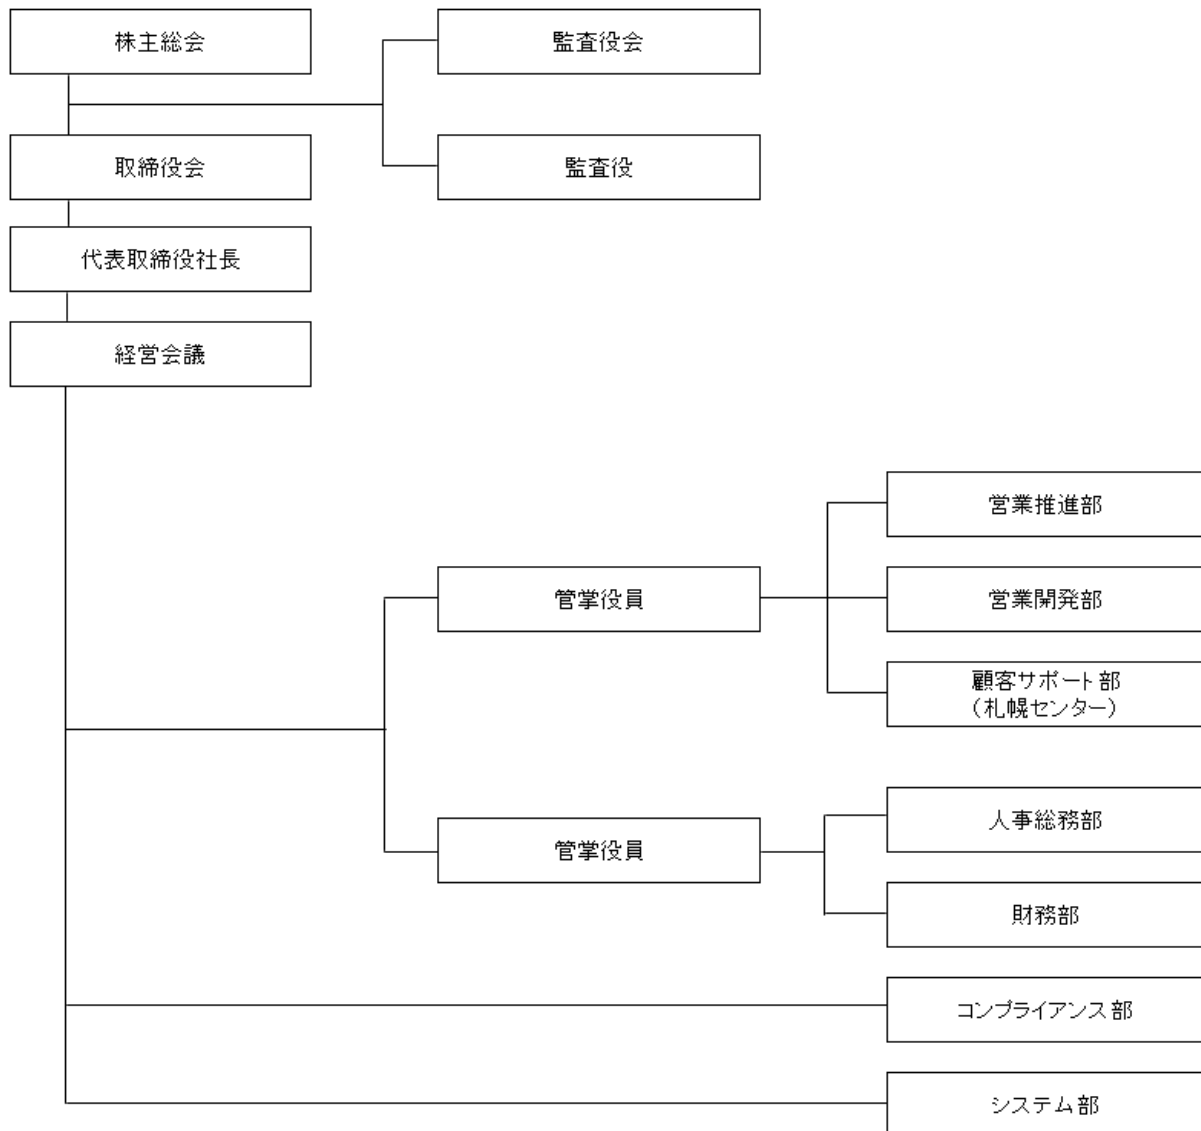 株主総会
監査役会
取締役会
監査役
代表取締役社長
経営会議
営業推進部
管掌役員
営業開発部
顧客サポート部
（札幌センター）
人事総務部
管掌役員
財務部
コンプライアンス部
システム部